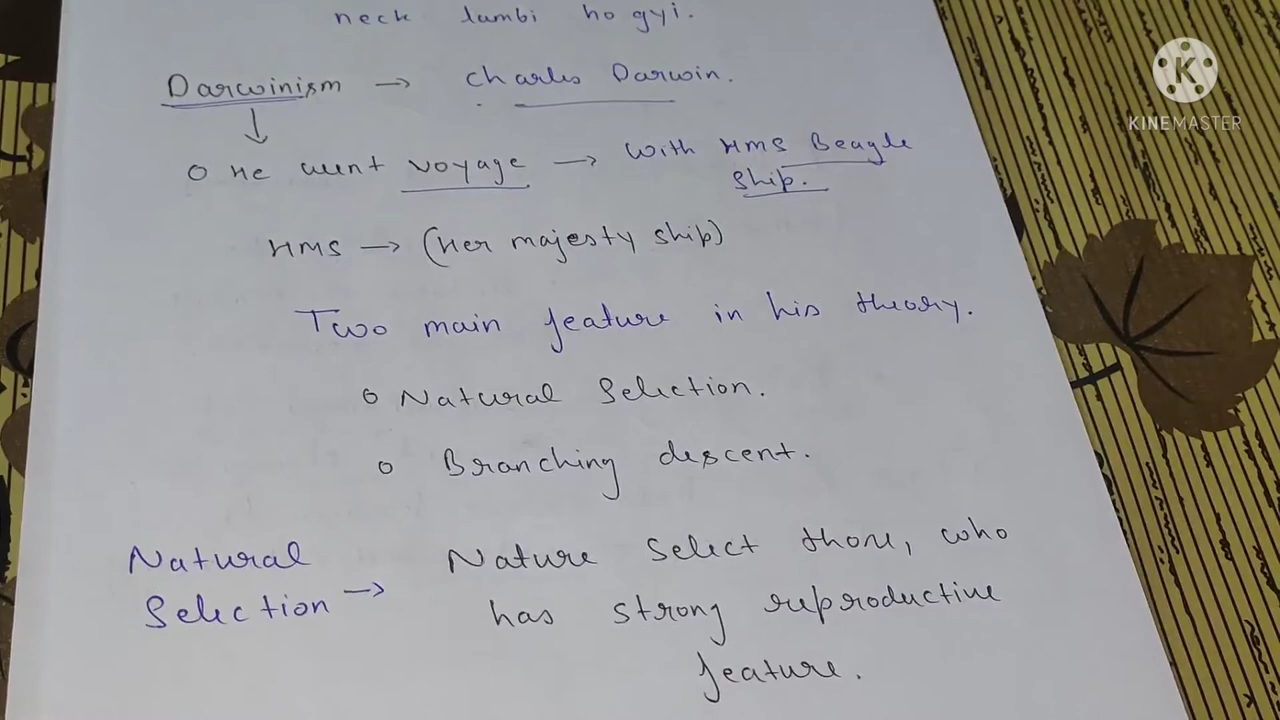 neck lambi ho gyi.
Darwinism → Charles Darwin.
○ He went voyage → with HMS Beagle
ship.
HMS → (Her majesty ship)
Two main feature in his theory.
○ Natural Selection.
○ Branching descent.
Natural Selection → Nature select those, who
has strong reproductive
feature.
KINEMASTER